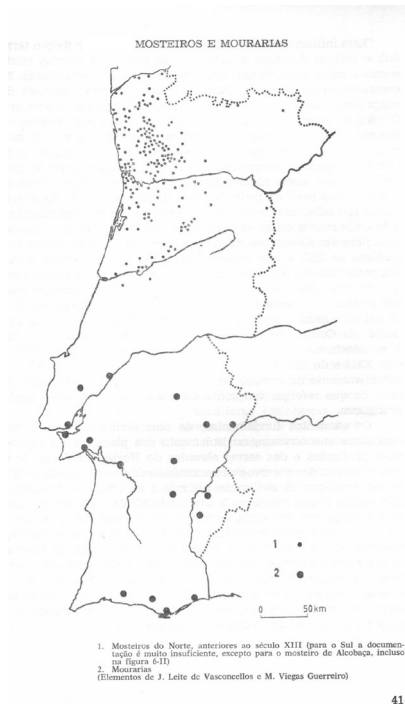 MOSTEIROS E MOURARIAS
1
2
0 50 km
1. Mosteiros do Norte, anteriores ao século XIII (para o Sul a documen-
tação é muito insuficiente, excepto para o mosteiro de Alcobaça, incluso
na figura 6-II)
2. Mourarias
(Elementos de J. Leite de Vasconcellos e M. Viegas Guerreiro)
41